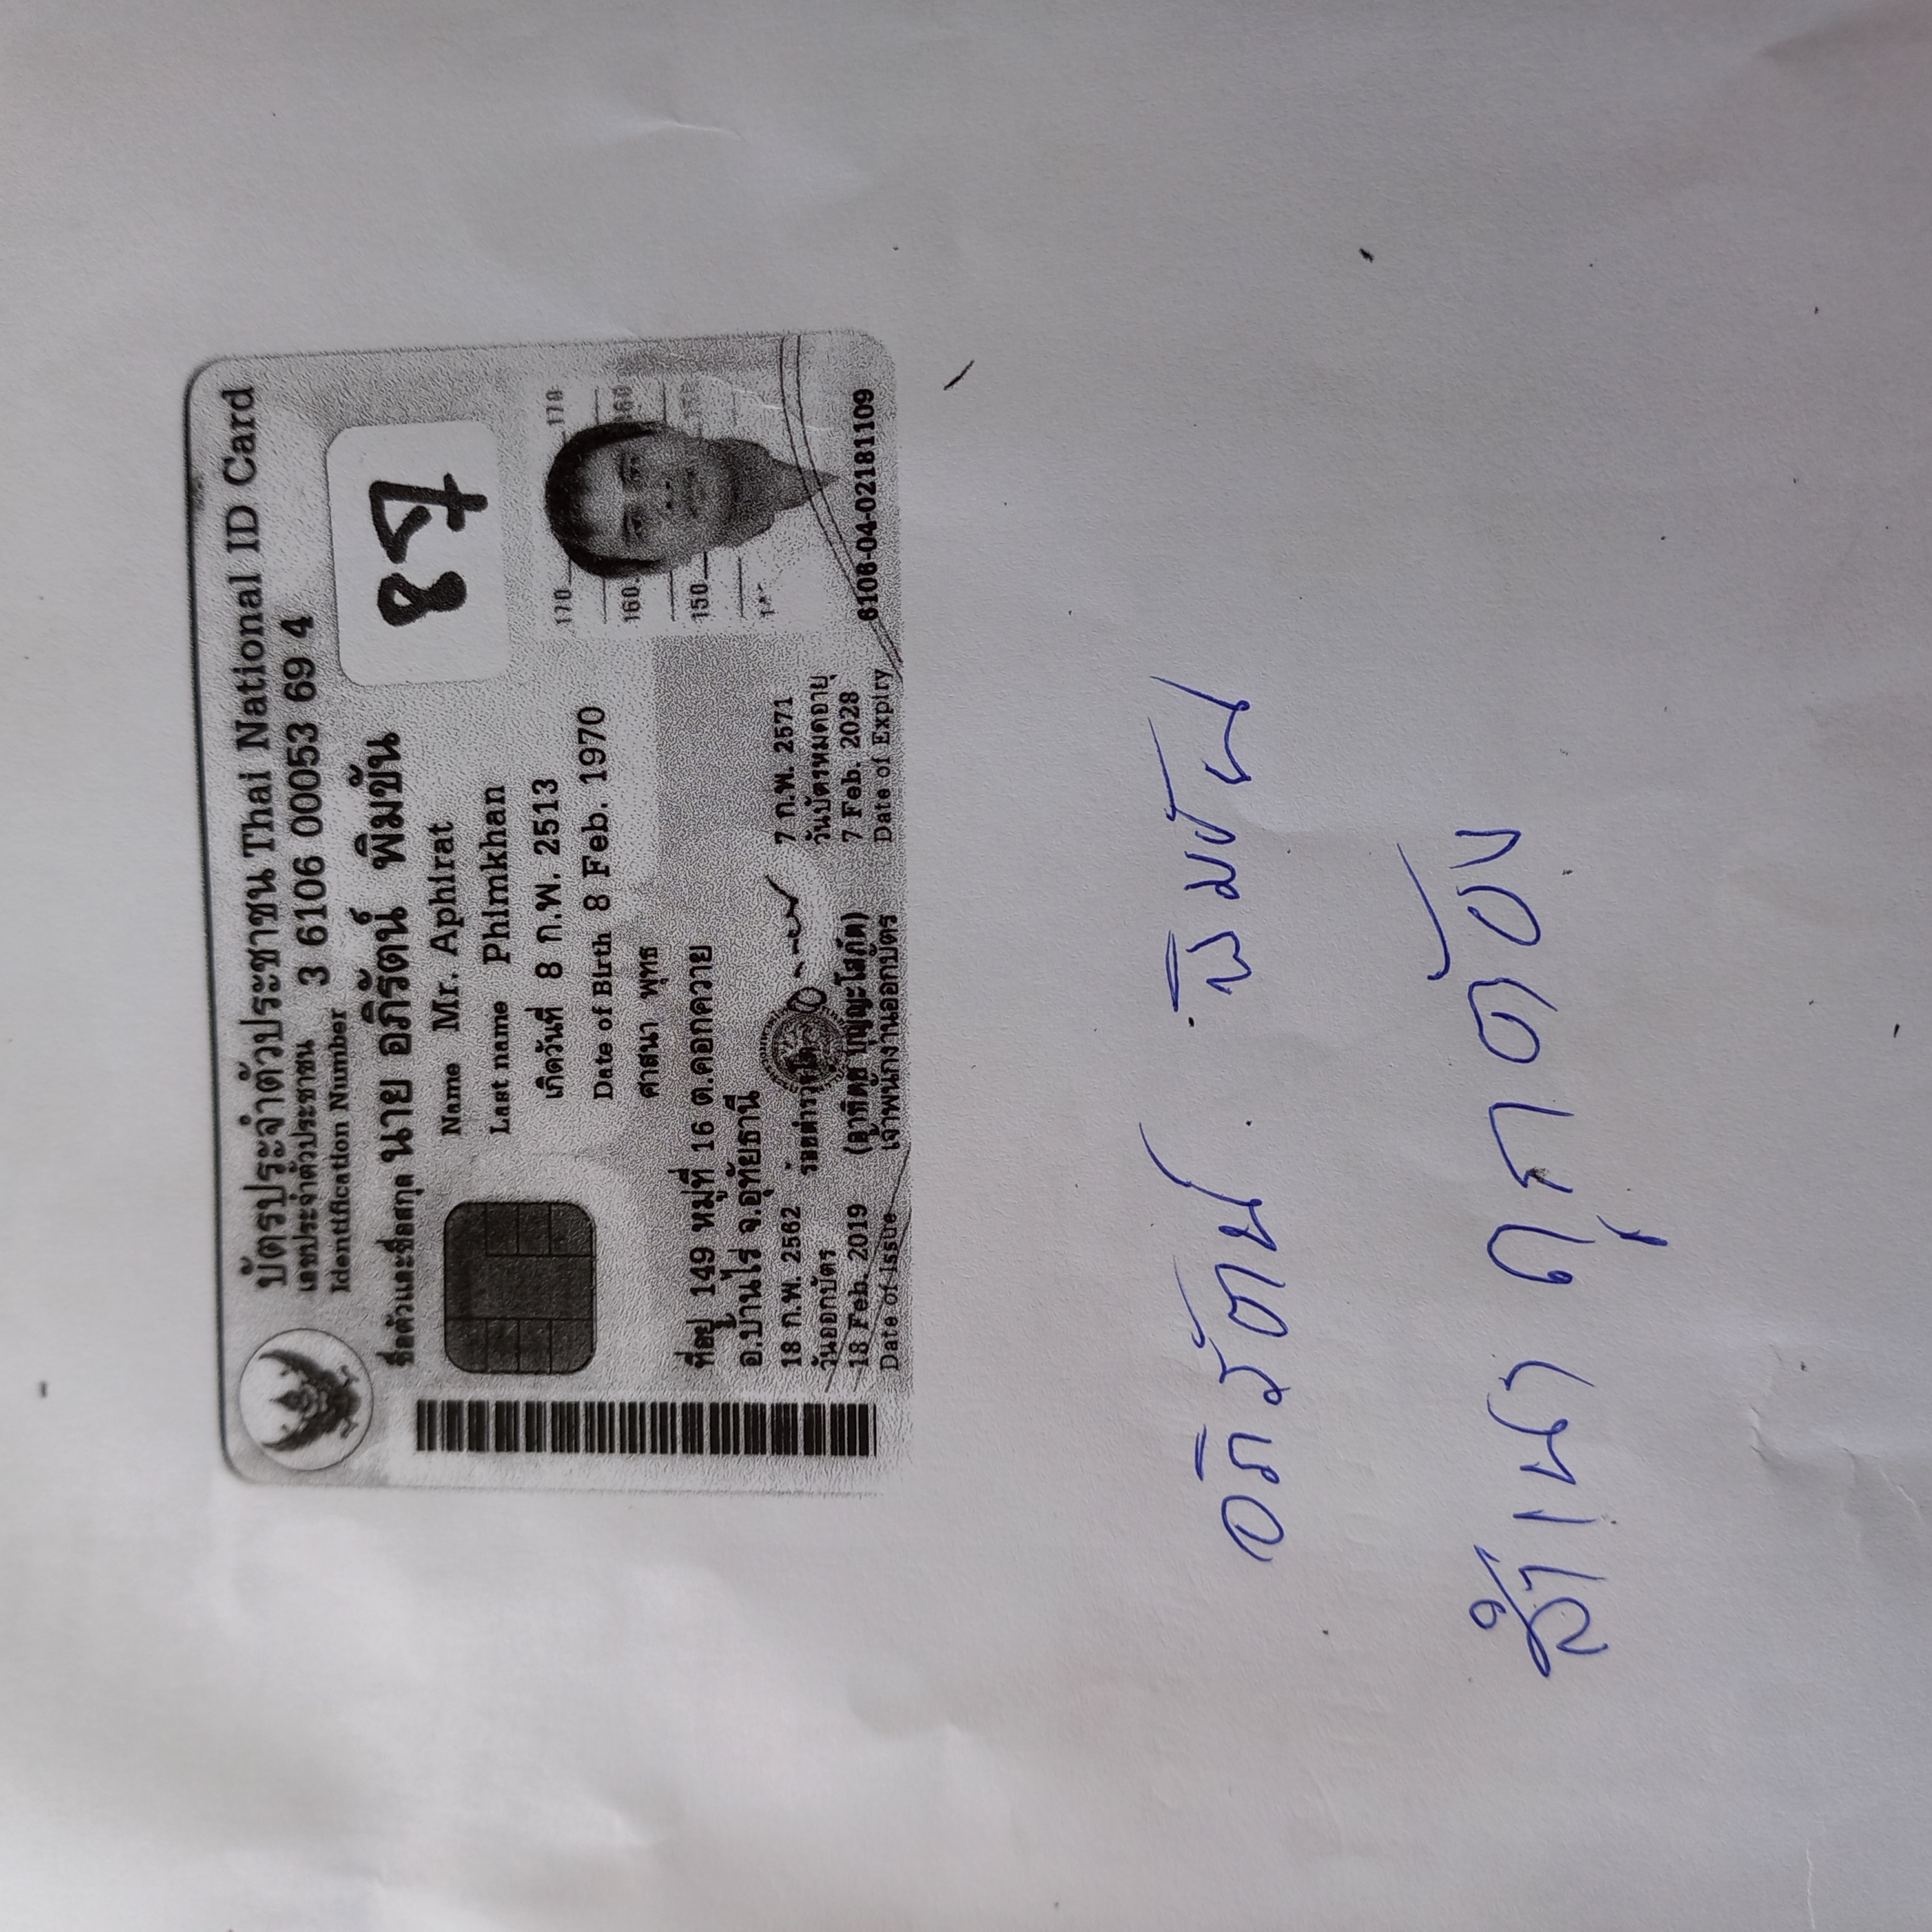 บัตรประจำตัวประชาชน Thai National ID Card
เลขประจำตัวประชาชน 3 6106 00053 69 4
Identification Number
ชื่อตัวและชื่อสกุล นาย อภิรัตน์ พิมขัน
87
Name Mr. Aphirat
Last name Phimkhan
เกิดวันที่ 8 ก.พ. 2513
Date of Birth 8 Feb. 1970
ศาสนา พุทธ
170 170
160 160
150 150
ที่อยู่ 149 หมู่ที่ 16 ต.คอกควาย
อ.บ้านไร่ จ.อุทัยธานี
18 ก.พ. 2562
วันออกบัตร
18 Feb. 2019
Date of Issue
ร้อยตำรวจโท
(อาทิตย์ บุญญะโสภัต)
เจ้าพนักงานออกบัตร
7 ก.พ. 2571
วันบัตรหมดอายุ
7 Feb. 2028
Date of Expiry
6106-04-02181109
อภิรัตน์ พิมขัน
สำเนาถูกต้อง